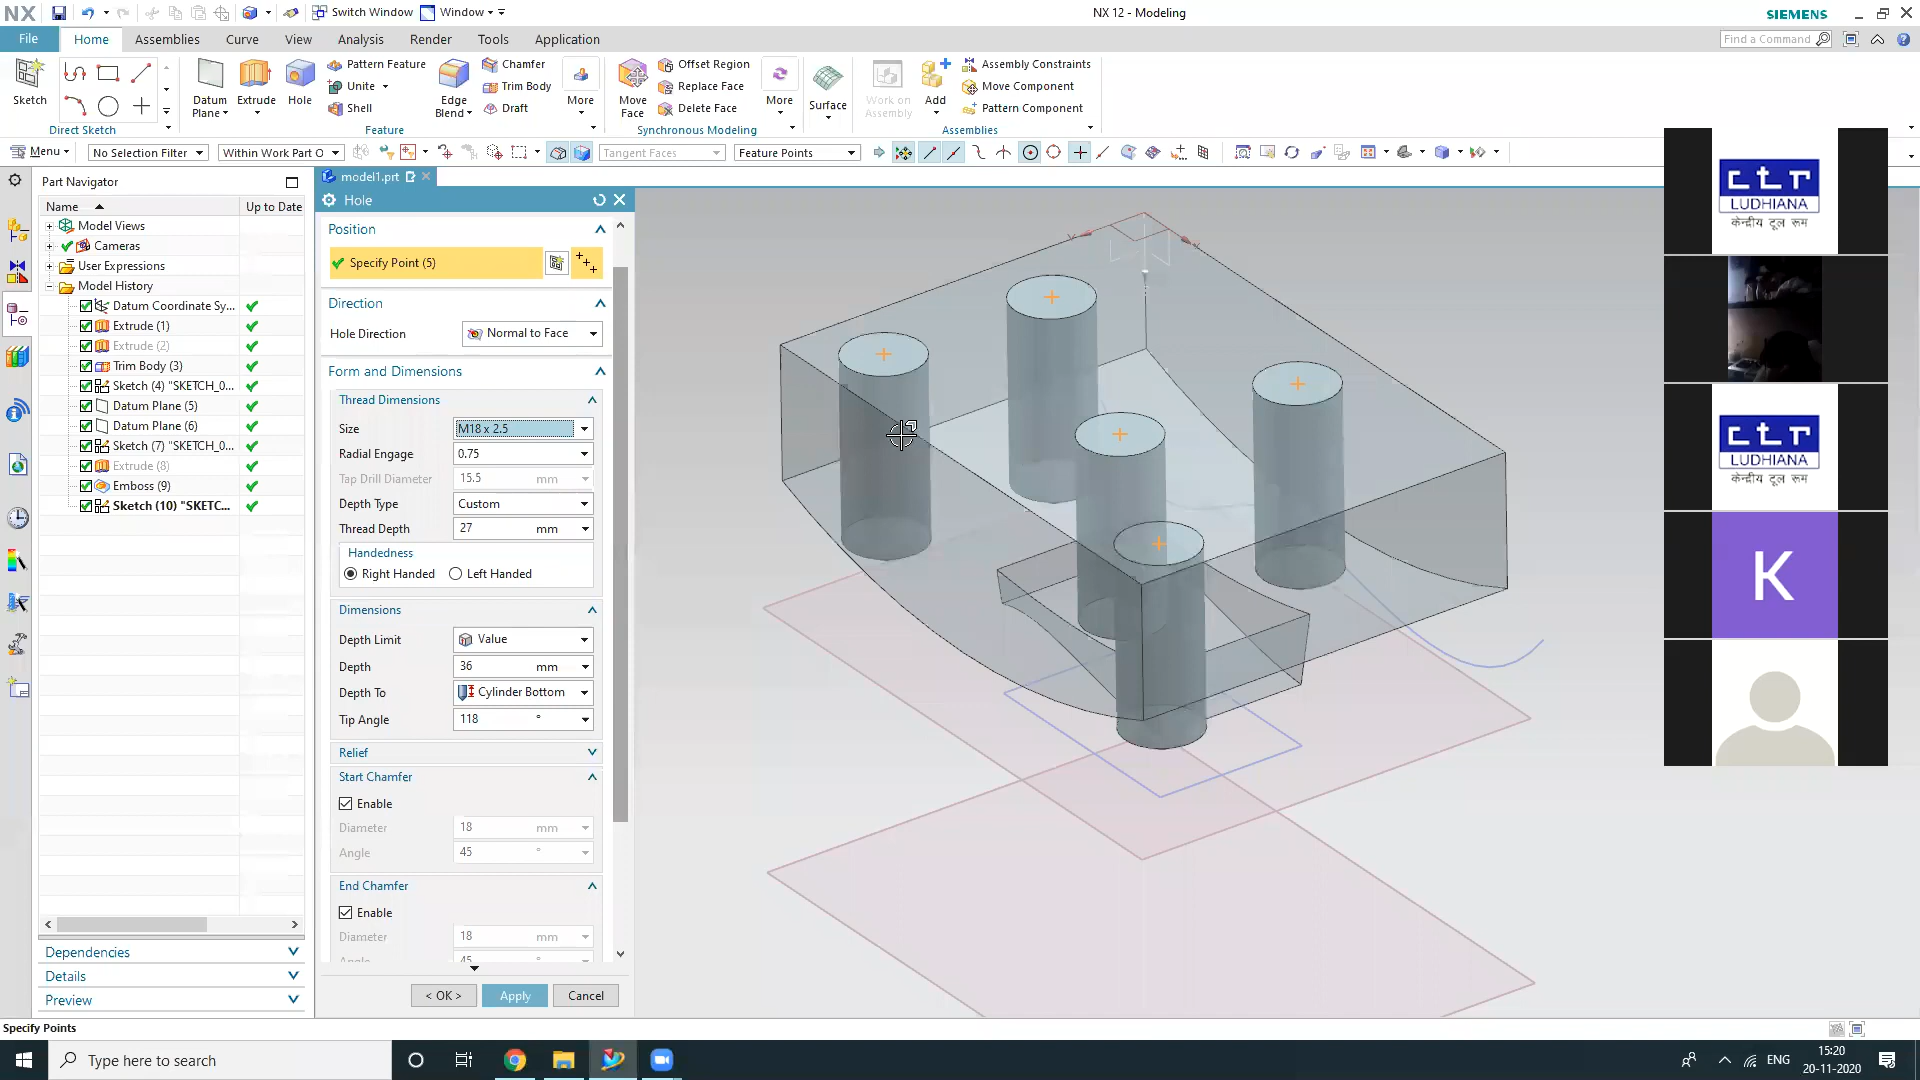 NX
Switch Window
Window
NX 12 - Modeling
SIEMENS
File
Home
Assemblies
Curve
View
Analysis
Render
Tools
Application
Find a Command
Sketch
Direct Sketch
Datum Plane
Extrude
Hole
Pattern Feature
Unite
Shell
Edge Blend
Chamfer
Trim Body
Draft
More
Feature
Move Face
Offset Region
Replace Face
Delete Face
More
Synchronous Modeling
Surface
Work on Assembly
Add
Assembly Constraints
Move Component
Pattern Component
Assemblies
Menu
No Selection Filter
Within Work Part O
Tangent Faces
Feature Points
Part Navigator
Name
Up to Date
Model Views
Cameras
User Expressions
Model History
Datum Coordinate Sy...
Extrude (1)
Extrude (2)
Trim Body (3)
Sketch (4) "SKETCH_0...
Datum Plane (5)
Datum Plane (6)
Sketch (7) "SKETCH_0...
Extrude (8)
Emboss (9)
Sketch (10) "SKETC...
Dependencies
Details
Preview
model1.prt
Hole
Position
Specify Point (5)
Direction
Hole Direction
Normal to Face
Form and Dimensions
Thread Dimensions
Size
M18 x 2.5
Radial Engage
0.75
Tap Drill Diameter
15.5 mm
Depth Type
Custom
Thread Depth
27 mm
Handedness
Right Handed
Left Handed
Dimensions
Depth Limit
Value
Depth
36 mm
Depth To
Cylinder Bottom
Tip Angle
118 °
Relief
Start Chamfer
Enable
Diameter
18 mm
Angle
45 °
End Chamfer
Enable
Diameter
18 mm
Angle
45 °
< OK >
Apply
Cancel
ctr
LUDHIANA
केन्दीय टूल रूम
ctr
LUDHIANA
केन्दीय टूल रूम
K
Specify Points
Type here to search
ENG
15:20
20-11-2020